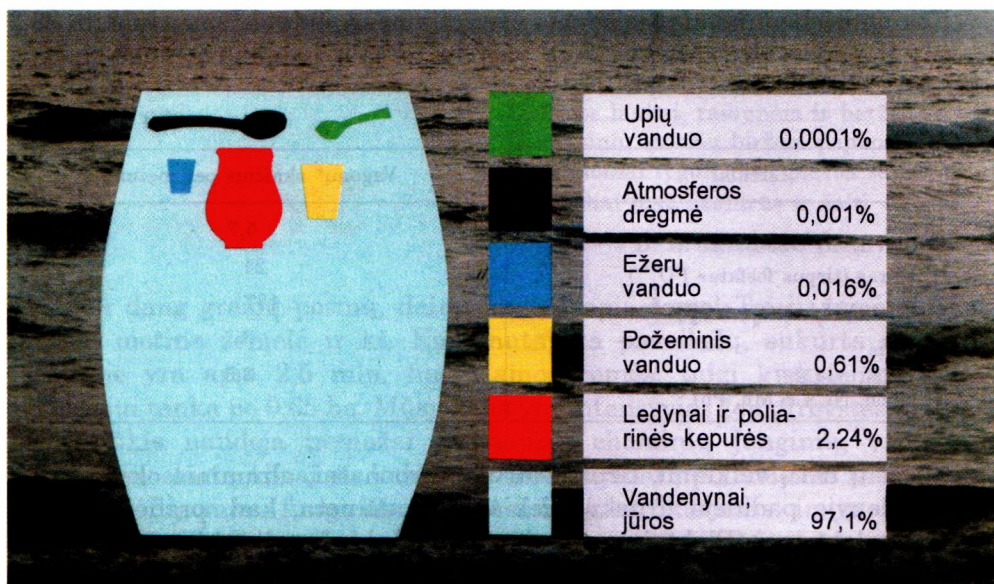 Upių
vanduo 0,0001%
Atmosferos
drėgmė 0,001%
Ežerų
vanduo 0,016%
Požeminis
vanduo 0,61%
Ledynai ir polia-
rinės kepurės 2,24%
Vandenynai,
jūros 97,1%